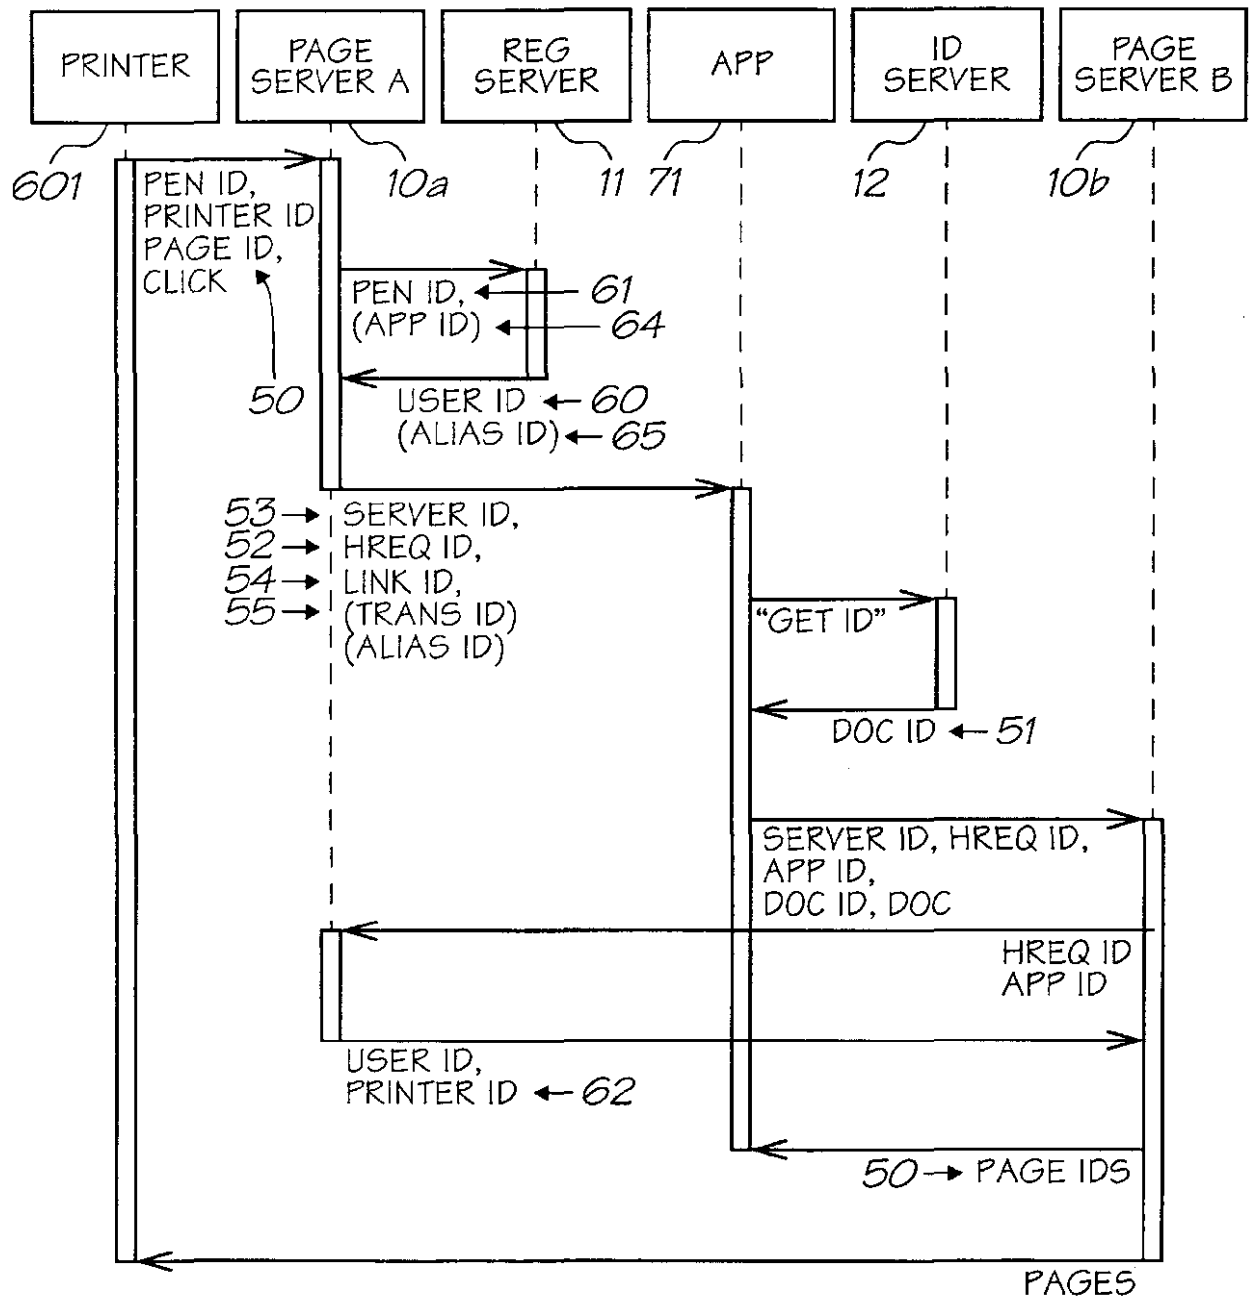 PRINTER
PAGE
SERVER A
REG
SERVER
APP
ID
SERVER
PAGE
SERVER B
601
10a
11
71
12
10b
PEN ID,
PRINTER ID
PAGE ID,
CLICK
50
PEN ID,
61
(APP ID)
64
USER ID
60
(ALIAS ID)
65
53
SERVER ID,
52
HREQ ID,
54
LINK ID,
55
(TRANS ID)
(ALIAS ID)
"GET ID"
DOC ID
51
SERVER ID, HREQ ID,
APP ID,
DOC ID, DOC
HREQ ID
APP ID
USER ID,
PRINTER ID
62
50
PAGE IDS
PAGES